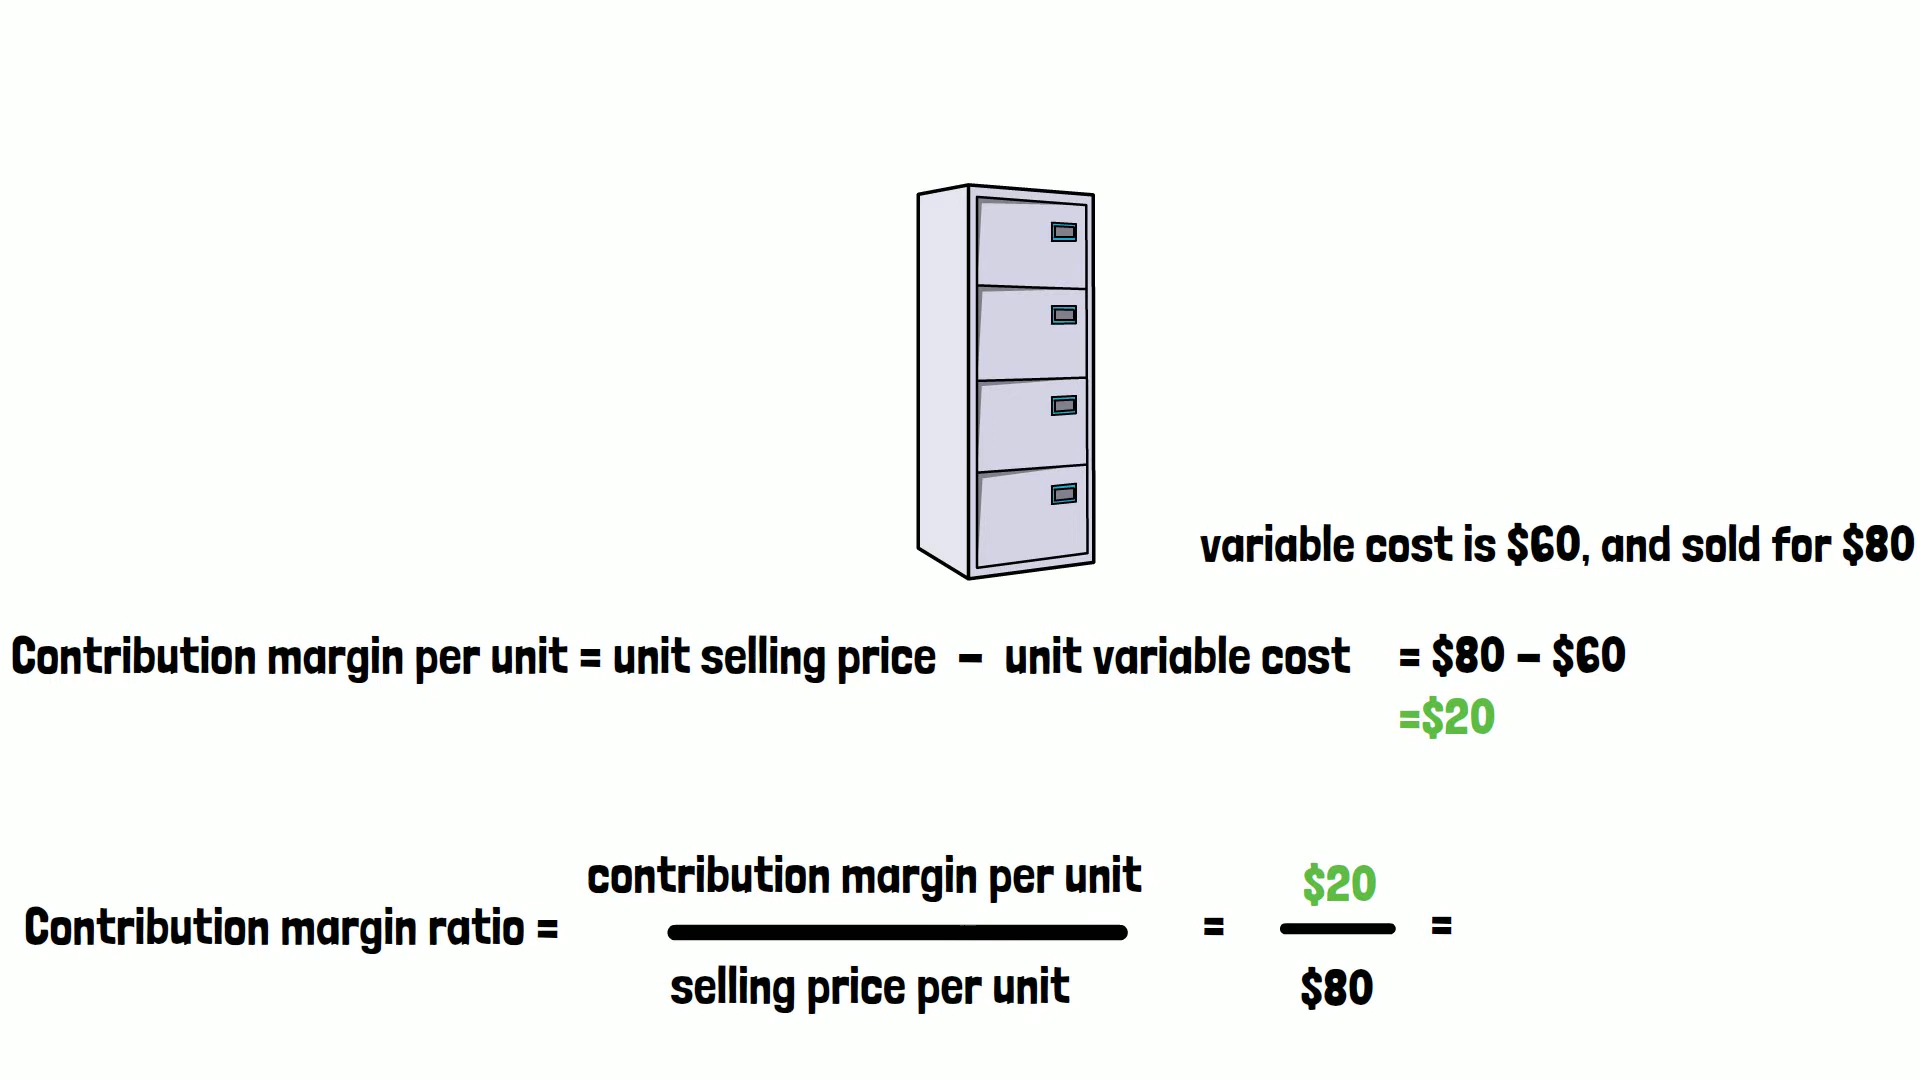 variable cost is $60, and sold for $80
Contribution margin per unit = unit selling price – unit variable cost = $80 – $60
=$20
contribution margin per unit
Contribution margin ratio =
selling price per unit
=
$20
$80
=